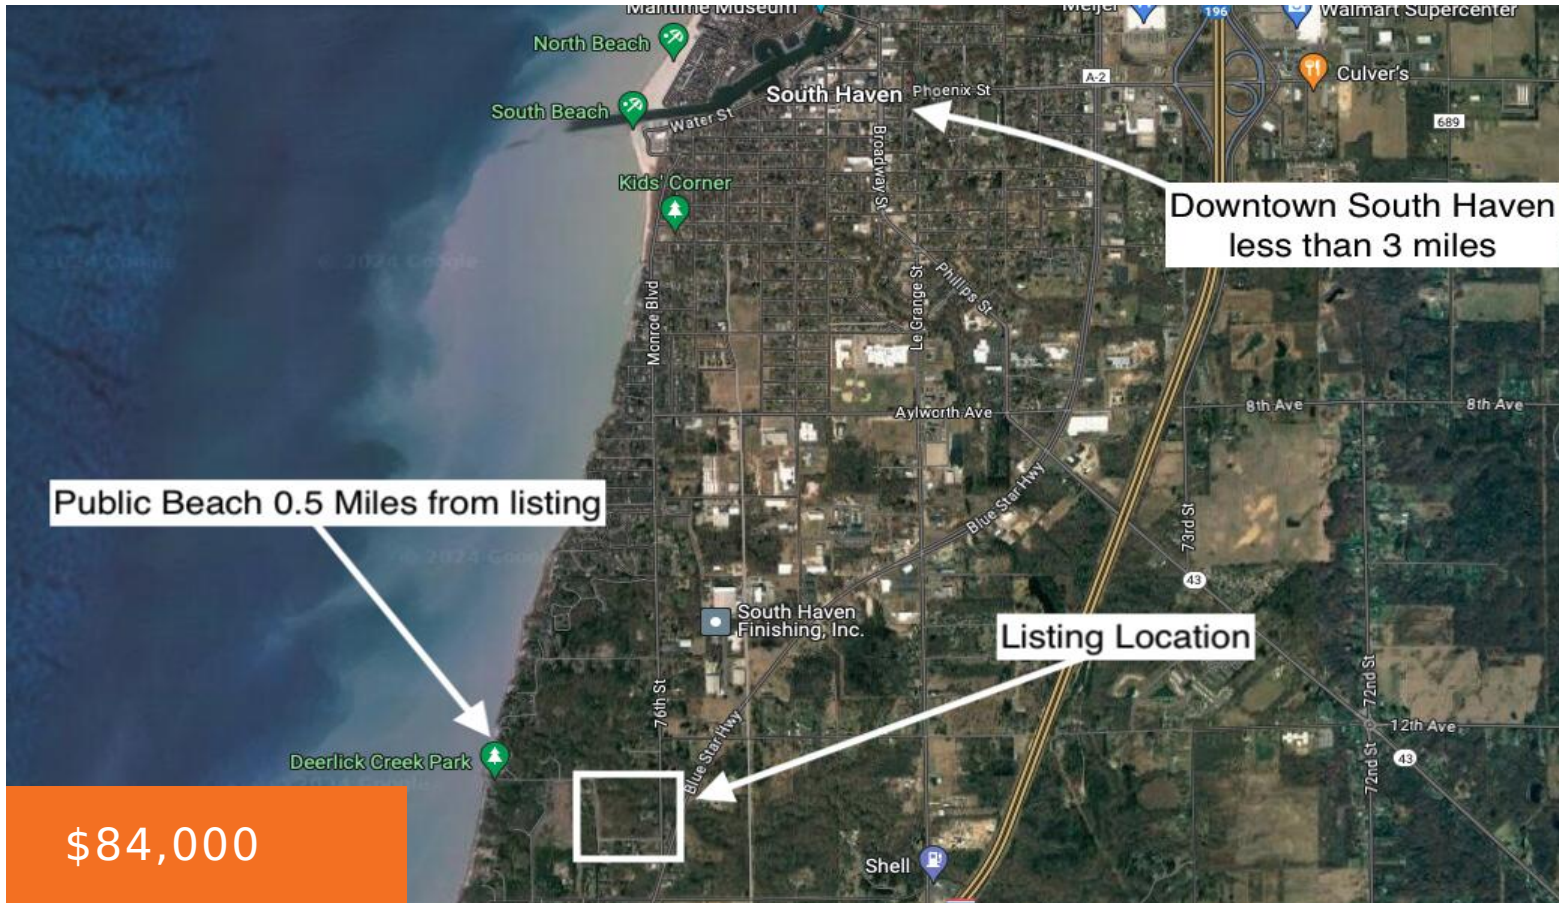 Maritime Museum
Meijer
196
Walmart Supercenter
North Beach
Culver's
A-2
South Haven
Phoenix St
South Beach
Water St
689
Broadway St
Kids' Corner
Downtown South Haven
less than 3 miles
© 2024 Google
Phillips St
Le Grange St
Monroe Blvd
Aylworth Ave
8th Ave
8th Ave
Public Beach 0.5 Miles from listing
Blue Star Hwy
73rd St
© 2024 Google
43
South Haven
Finishing, Inc.
Listing Location
76th St
72nd St
12th Ave
Blue Star Hwy
Deerlick Creek Park
43
72nd St
$84,000
Shell